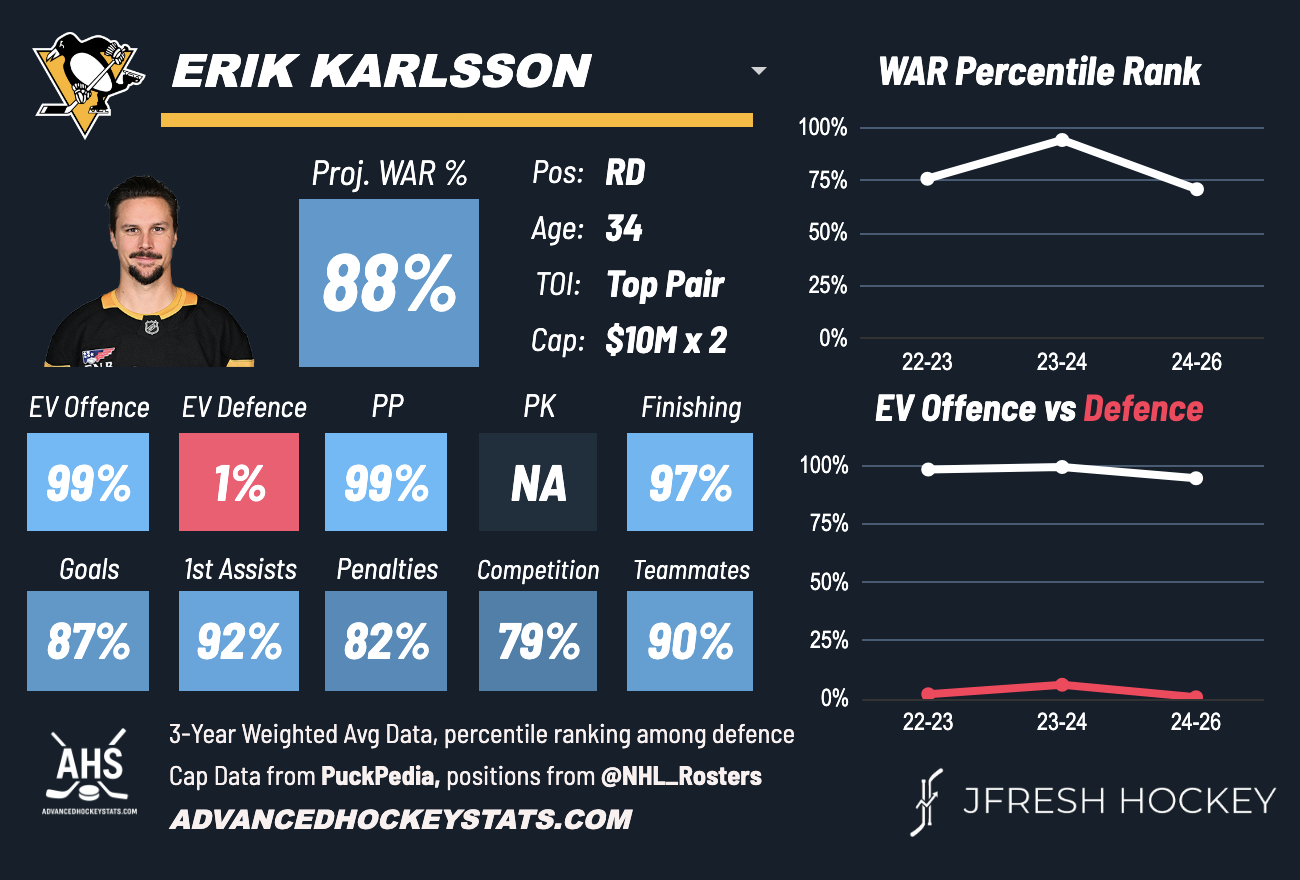 ERIK KARLSSON
Proj. WAR %
88%
Pos: RD
Age: 34
TOI: Top Pair
Cap: $10M x 2
EV Offence EV Defence PP PK Finishing
99% 1% 99% NA 97%
Goals 1st Assists Penalties Competition Teammates
87% 92% 82% 79% 90%
3-Year Weighted Avg Data, percentile ranking among defence
Cap Data from PuckPedia, positions from @NHL_Rosters
ADVANCEDHOCKEYSTATS.COM
AHS
ADVANCEDHOCKEYSTATS.COM
WAR Percentile Rank
100%
75%
50%
25%
0%
22-23 23-24 24-26
EV Offence vs Defence
100%
75%
50%
25%
0%
22-23 23-24 24-26
JFRESH HOCKEY